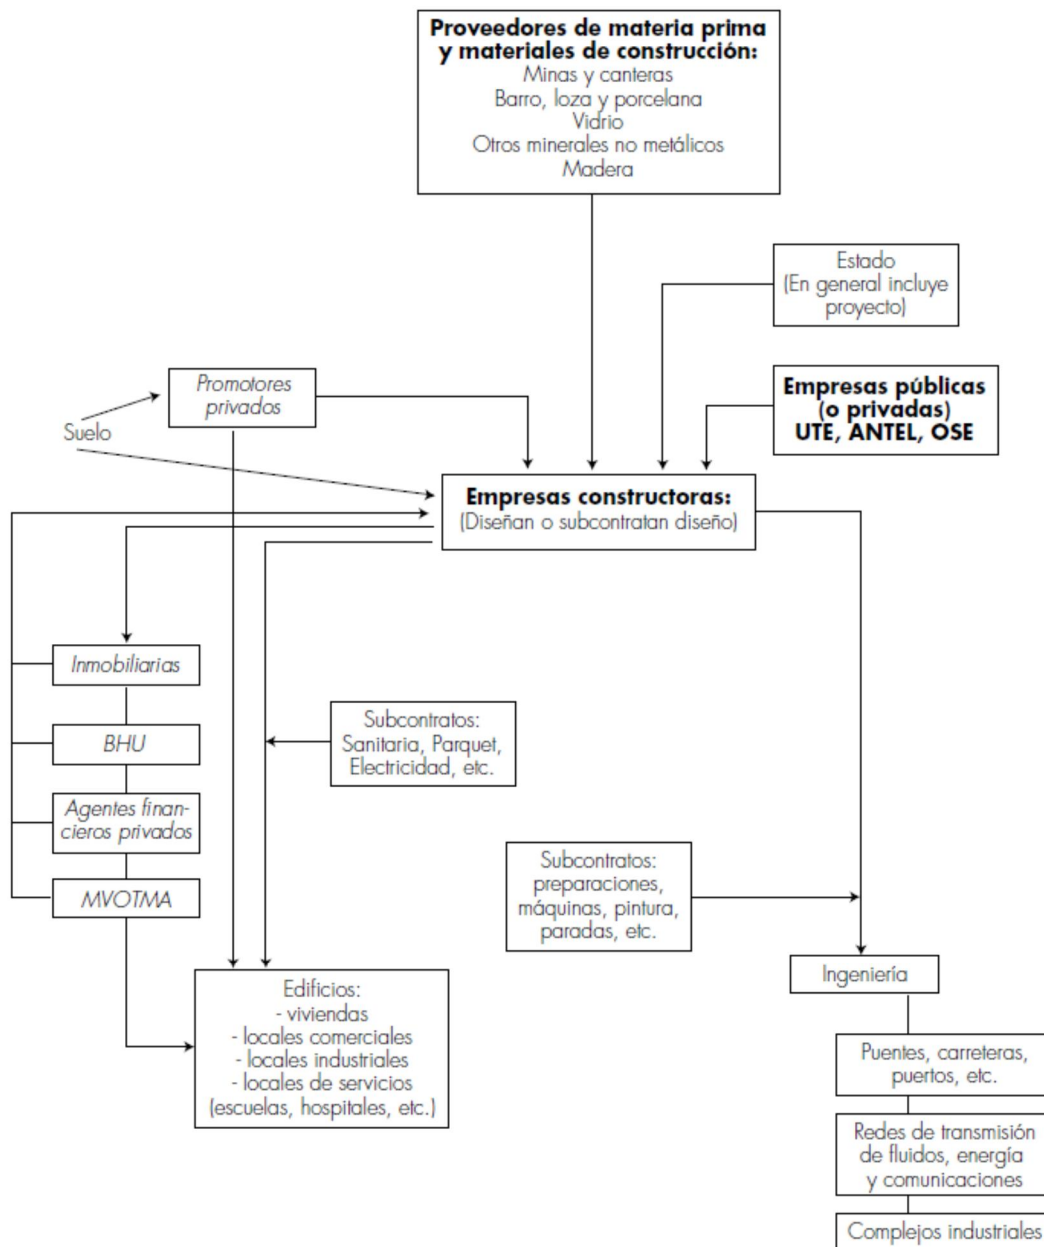 Proveedores de materia prima
y materiales de construcción:
Minas y canteras
Barro, loza y porcelana
Vidrio
Otros minerales no metálicos
Madera
Estado
(En general incluye
proyecto)
Promotores
privados
Empresas públicas
(o privadas)
UTE, ANTEL, OSE
Suelo
Empresas constructoras:
(Diseñan o subcontratan diseño)
Inmobiliarias
BHU
Agentes finan-
cieros privados
MVOTMA
Subcontratos:
Sanitaria, Parquet,
Electricidad, etc.
Subcontratos:
preparaciones,
máquinas, pintura,
paradas, etc.
Edificios:
- viviendas
- locales comerciales
- locales industriales
- locales de servicios
(escuelas, hospitales, etc.)
Ingeniería
Puentes, carreteras,
puertos, etc.
Redes de transmisión
de fluidos, energía
y comunicaciones
Complejos industriales